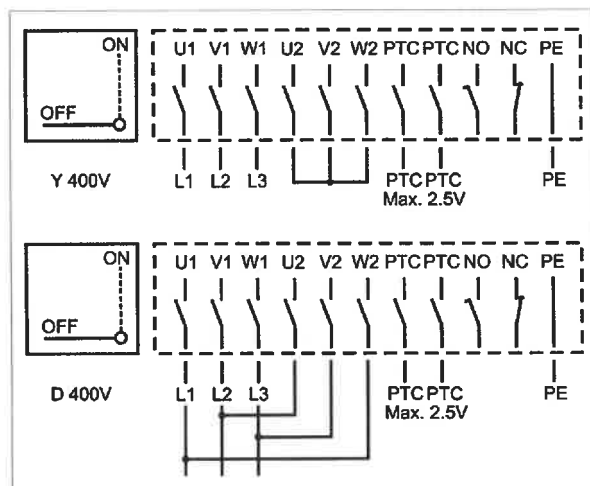 ON
OFF
U1 V1 W1 U2 V2 W2 PTC PTC NO NC PE
L1 L2 L3 PTC PTC PE
Y 400V
Max. 2.5V
ON
OFF
U1 V1 W1 U2 V2 W2 PTC PTC NO NC PE
L1 L2 L3 PTC PTC PE
D 400V
Max. 2.5V